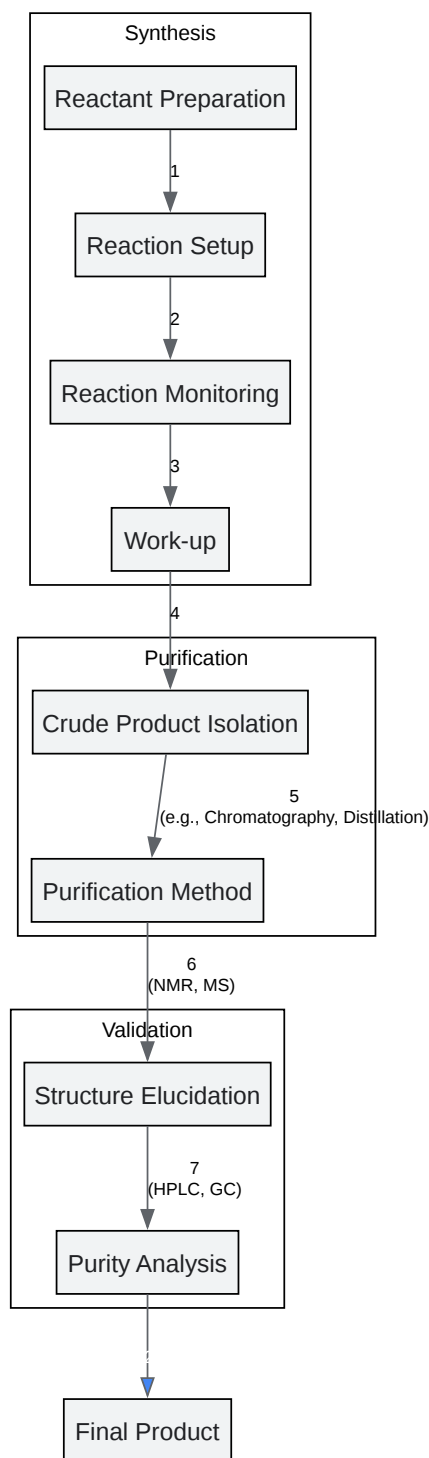 Synthesis
Reactant Preparation
1
Reaction Setup
2
Reaction Monitoring
3
Work-up
4
Purification
Crude Product Isolation
5
(e.g., Chromatography, Distillation)
Purification Method
6
(NMR, MS)
Validation
Structure Elucidation
7
(HPLC, GC)
Purity Analysis
Final Product